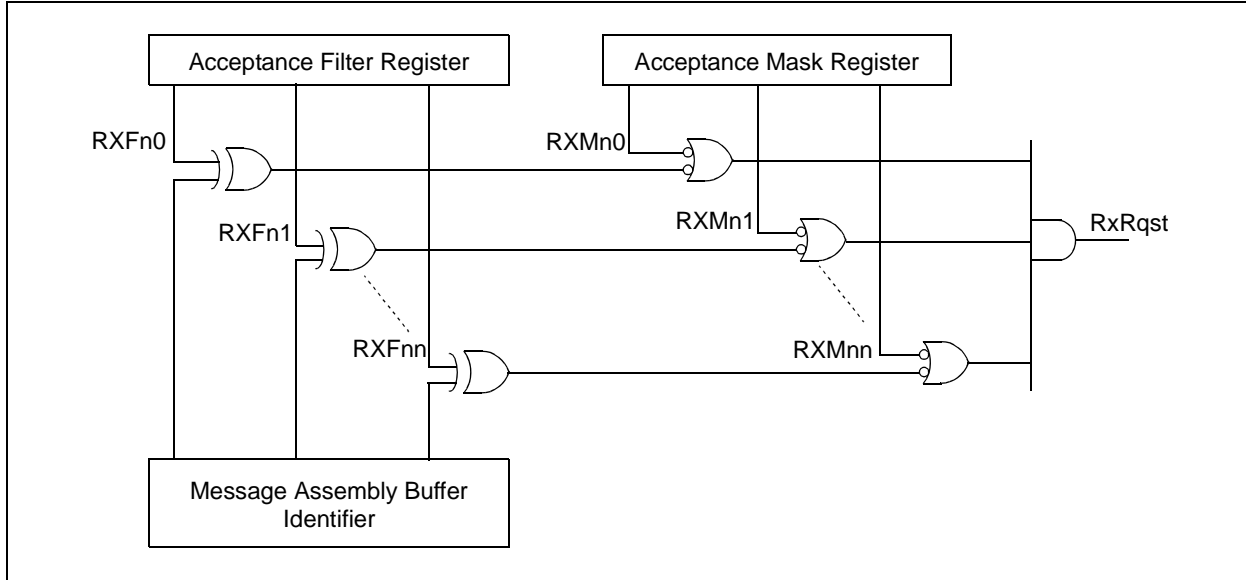 Acceptance Filter Register
Acceptance Mask Register
RXFn0
RXMn0
RXFn1
RXMn1
RxRqst
RXFnn
RXMnn
Message Assembly Buffer
Identifier